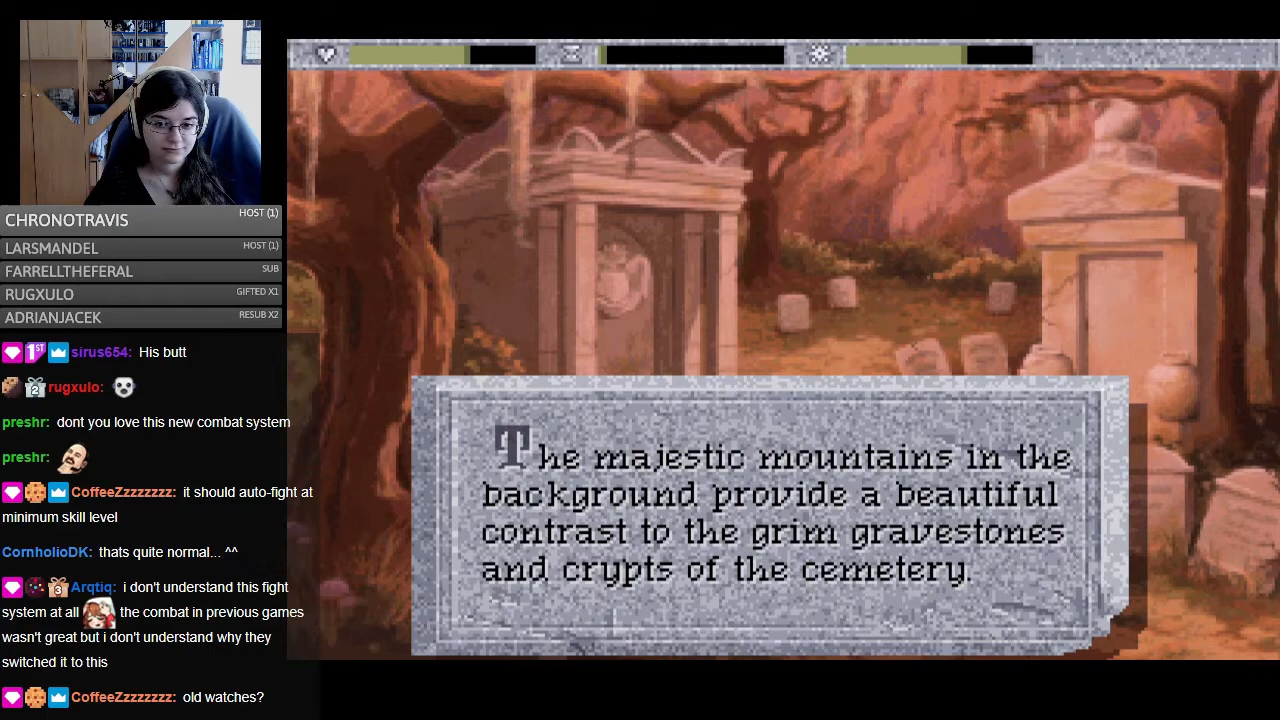 CHRONOTRAVIS HOST (1)
LARSMANDEL HOST (1)
FARRELLTHEFERAL SUB
RUGXULO GIFTED X1
ADRIANJACEK RESUB X2
1ST sirus654: His butt
2 rugxulo:
preshr: dont you love this new combat system
preshr:
CoffeeZzzzzzzz: it should auto-fight at
minimum skill level
CornholioDK: thats quite normal... ^^
3 Arqtiq: i don't understand this fight
system at all the combat in previous games
wasn't great but i don't understand why they
switched it to this
CoffeeZzzzzzzz: old watches?
The majestic mountains in the
background provide a beautiful
contrast to the grim gravestones
and crypts of the cemetery.